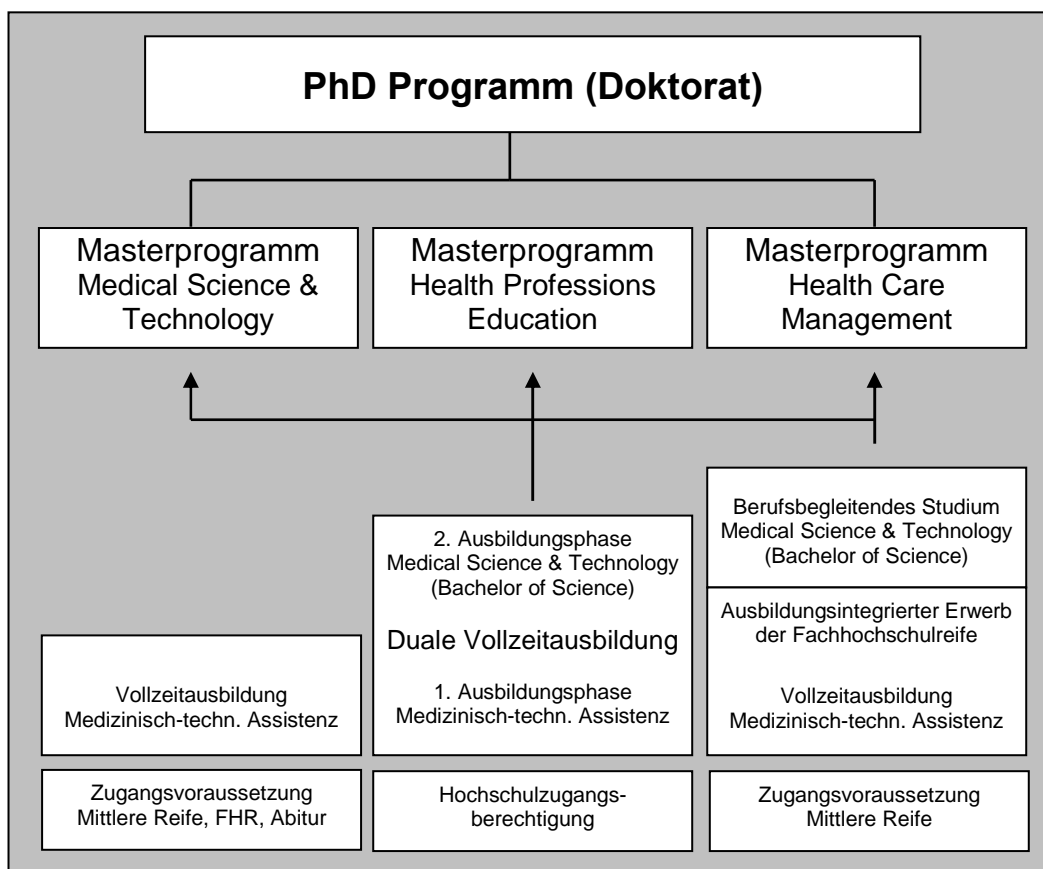 PhD Programm (Doktorat)
Masterprogramm
Medical Science &
Technology
Masterprogramm
Health Professions
Education
Masterprogramm
Health Care
Management
Vollzeitausbildung
Medizinisch-techn. Assistenz
Zugangsvoraussetzung
Mittlere Reife, FHR, Abitur
2. Ausbildungsphase
Medical Science & Technology
(Bachelor of Science)
Duale Vollzeitausbildung
1. Ausbildungsphase
Medizinisch-techn. Assistenz
Hochschulzugangs-
berechtigung
Berufsbegleitendes Studium
Medical Science & Technology
(Bachelor of Science)
Ausbildungsintegrierter Erwerb
der Fachhochschulreife
Vollzeitausbildung
Medizinisch-techn. Assistenz
Zugangsvoraussetzung
Mittlere Reife